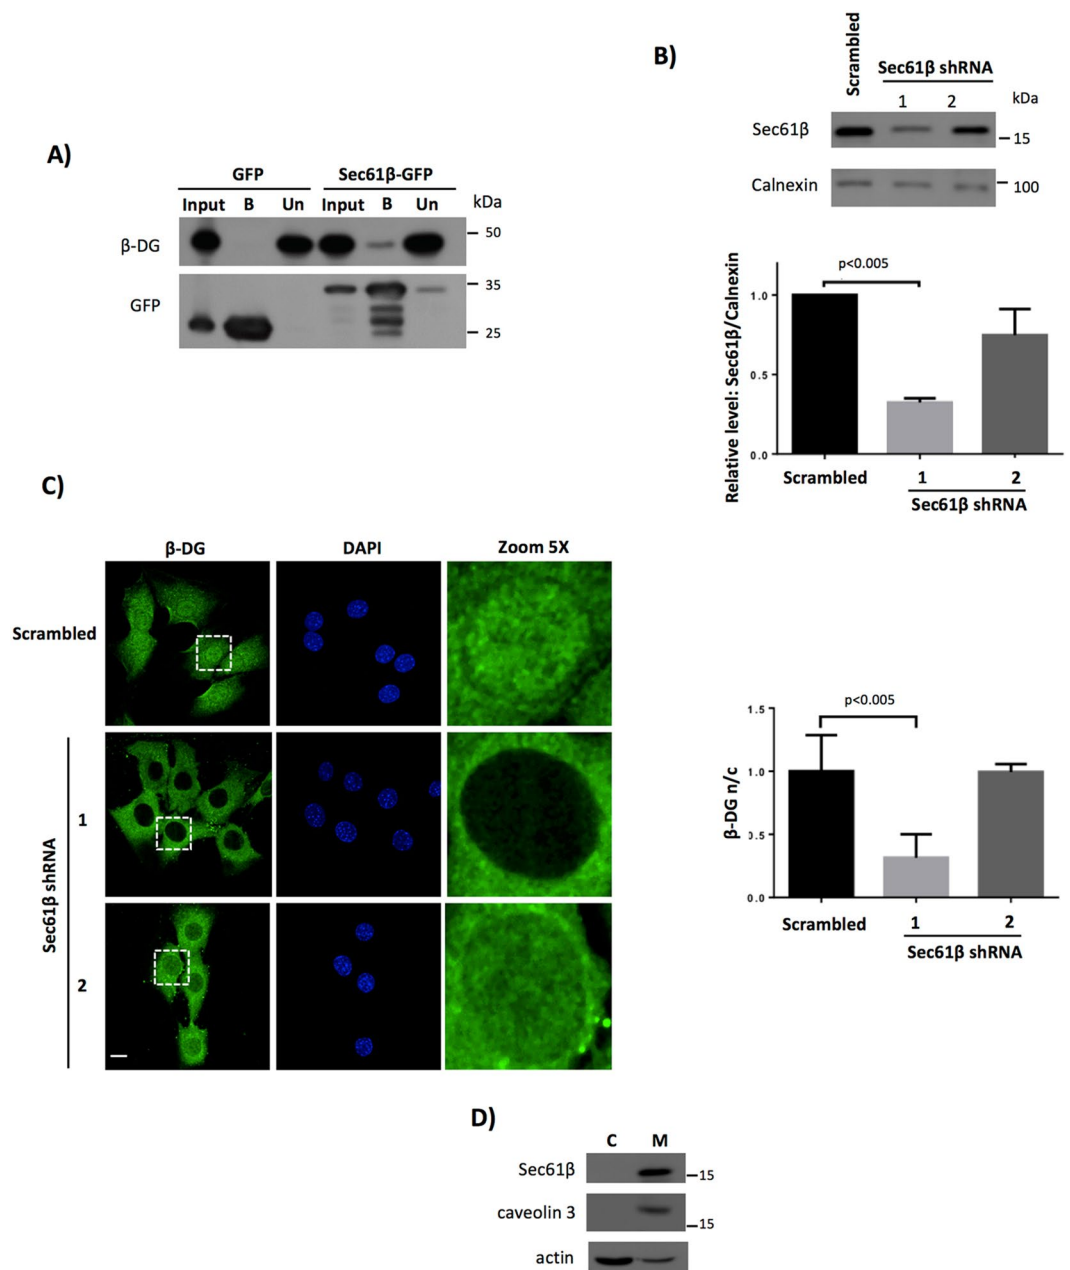 A)
GFP Sec61β-GFP
Input B Un Input B Un kDa
β-DG 50
GFP 35
25
B)
Scrambled
Sec61β shRNA
1 2 kDa
Sec61β 15
Calnexin 100
p<0.005
Relative level: Sec61β/Calnexin
1.0
0.5
0.0
Scrambled 1 2
Sec61β shRNA
C)
β-DG DAPI Zoom 5X
Scrambled
Sec61β shRNA
1
2
p<0.005
β-DG n/c
1.5
1.0
0.5
0.0
Scrambled 1 2
Sec61β shRNA
D)
C M
Sec61β 15
caveolin 3 15
actin